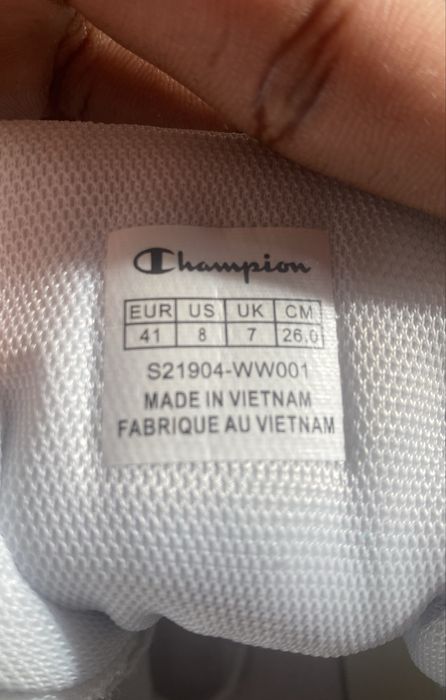 Champion
EUR US UK CM
41 8 7 26.0
S21904-WW001
MADE IN VIETNAM
FABRIQUE AU VIETNAM